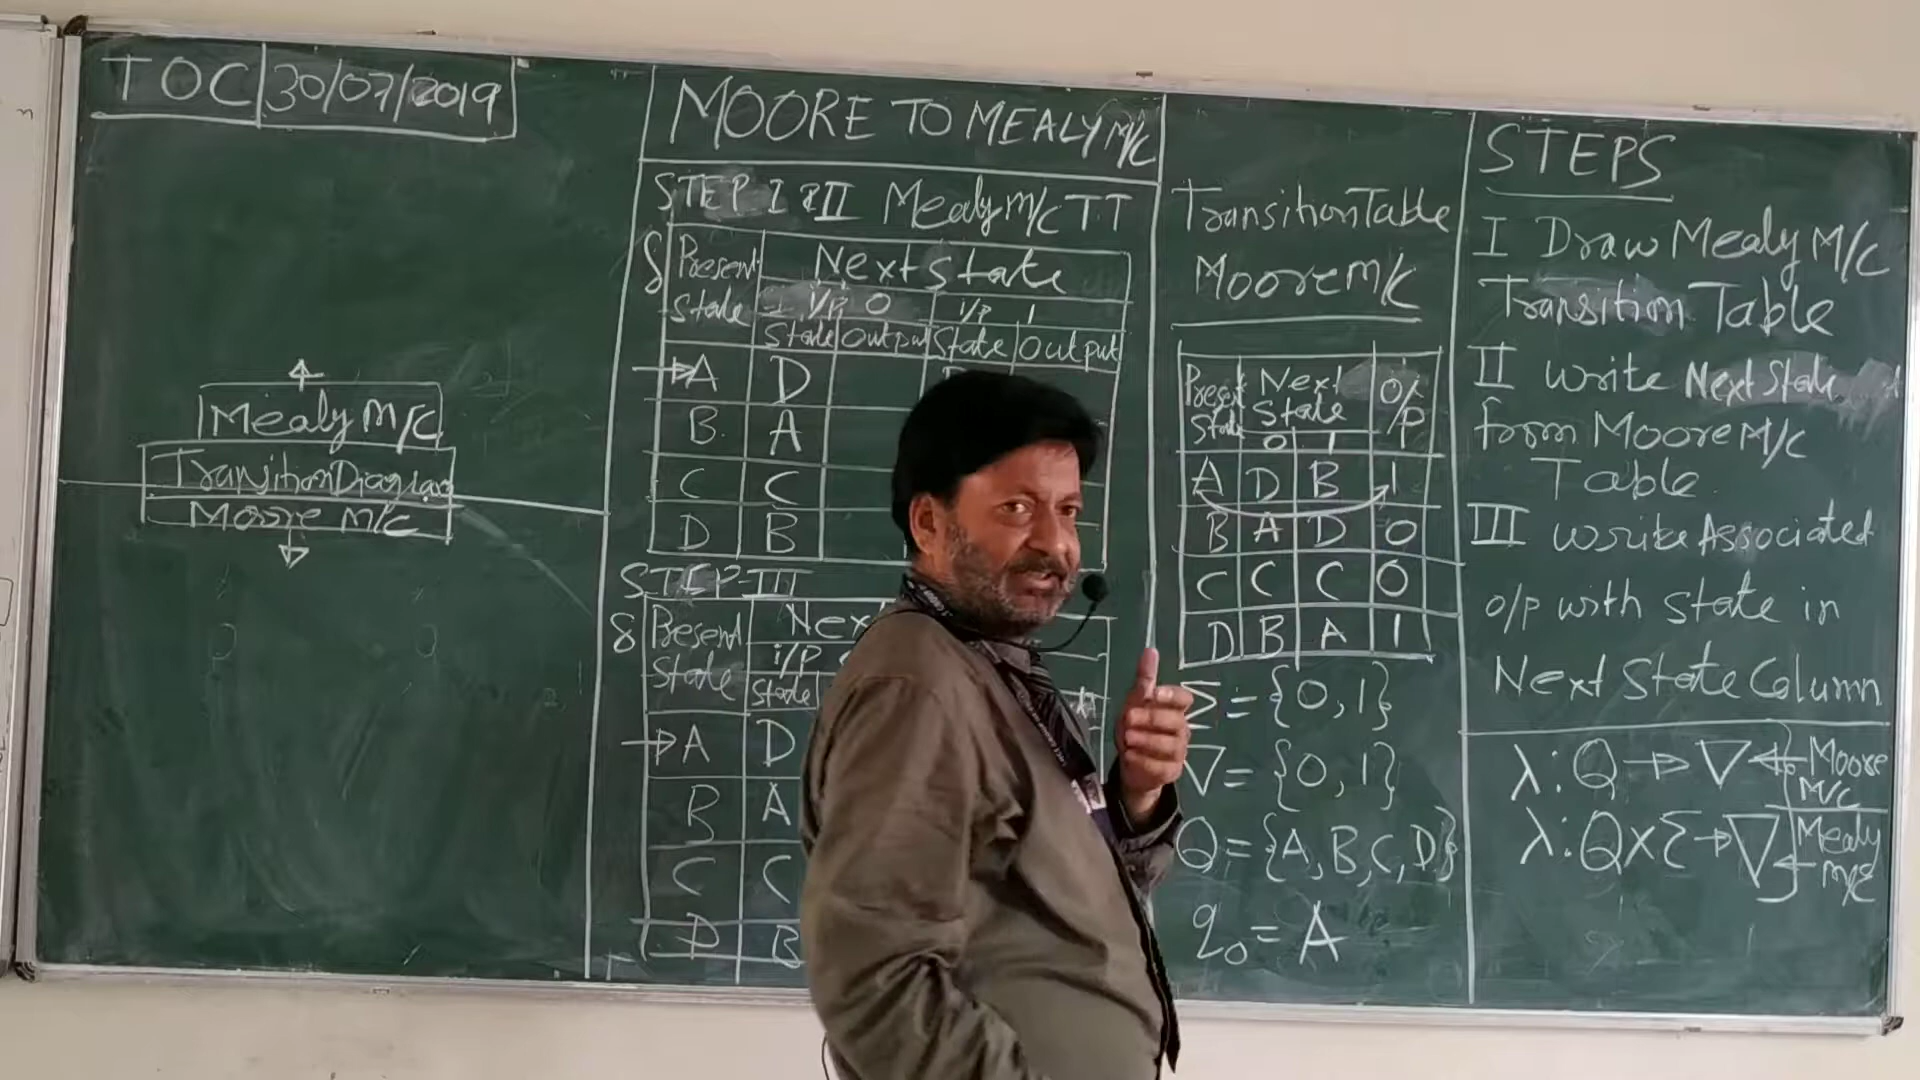 TOC 30/07/2019
Mealy M/C
Transition Diagram
Moore M/C
MOORE TO MEALY M/C
STEP I & II Mealy M/C TT
δ Present State Next State
i/p 0 i/p 1
State Output State Output
→A D
B A
C C
D B
STEP-III
δ Present State
i/p
State
→A D
B A
C C
D B
Transition Table
Moore M/C
Present State Next State O/P
0 1
A D B 1
B A D 0
C C C 0
D B A 1
Σ = {0,1}
∇ = {0,1}
Q = {A,B,C,D}
q0 = A
STEPS
I Draw Mealy M/C
Transition Table
II Write Next State
from Moore M/C
Table
III write Associated
o/p with state in
Next State Column
λ: Q → ∇ ← Moore M/C
λ: Q×Σ → ∇ ← Mealy M/C